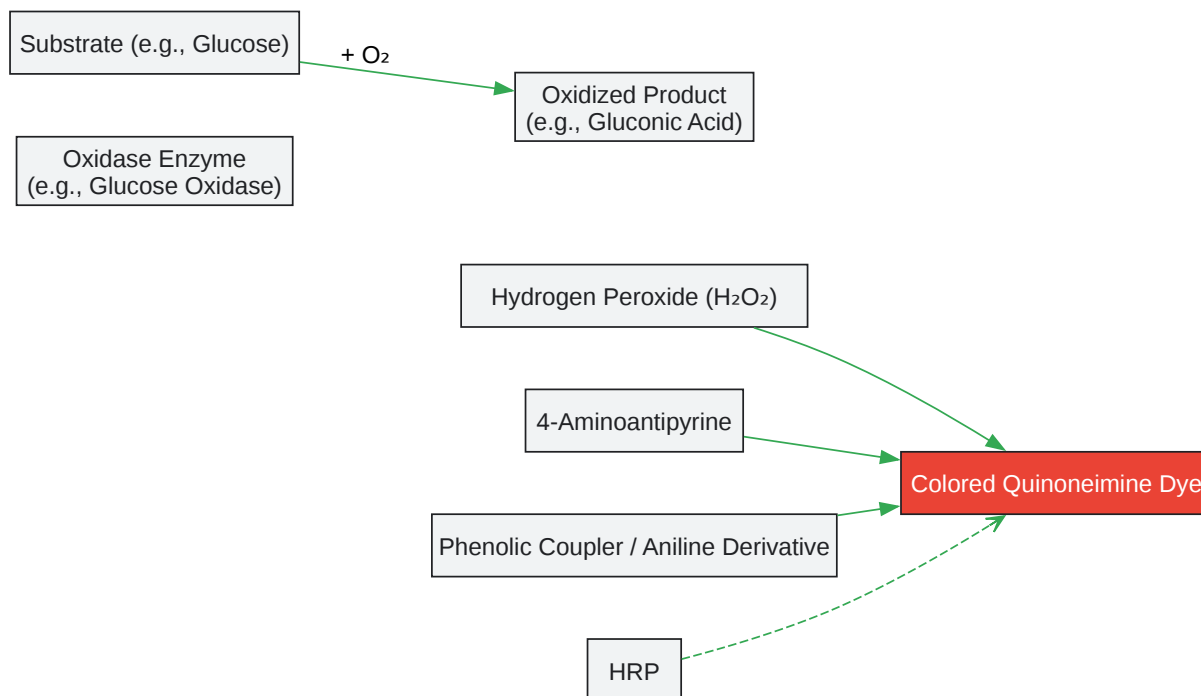 Substrate (e.g., Glucose)
+ O₂
Oxidized Product
(e.g., Gluconic Acid)
Oxidase Enzyme
(e.g., Glucose Oxidase)
Hydrogen Peroxide (H₂O₂)
4-Aminoantipyrine
Colored Quinoneimine Dye
Phenolic Coupler / Aniline Derivative
HRP